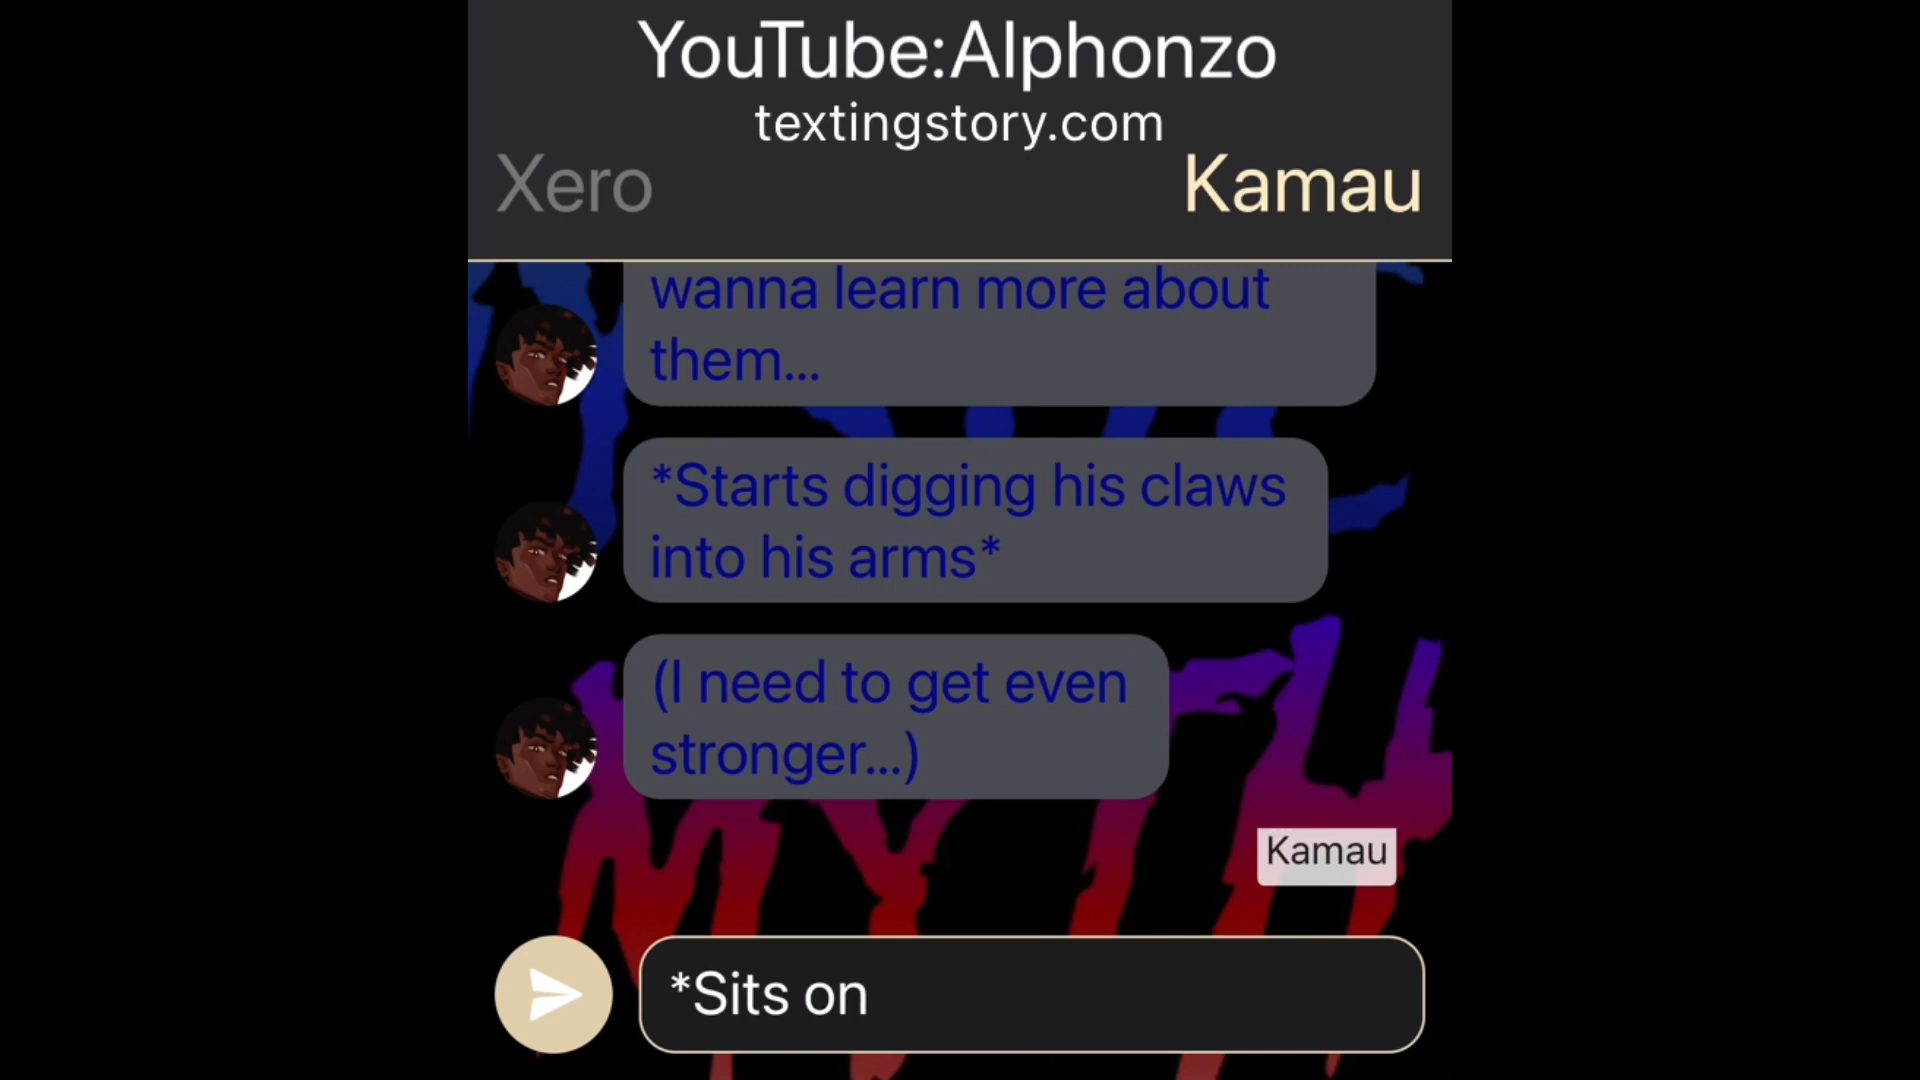 YouTube:Alphonzo
textingstory.com
Xero
Kamau
wanna learn more about
them...
*Starts digging his claws
into his arms*
(I need to get even
stronger...)
Kamau
*Sits on